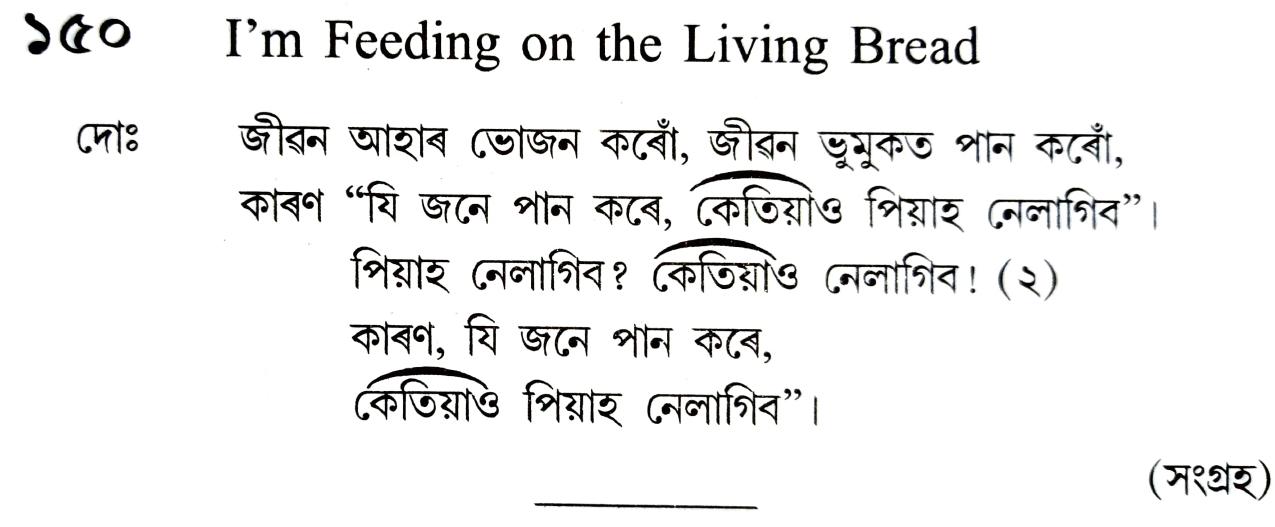 ১৫০ I’m Feeding on the Living Bread
দোঃ জীৱন আহাৰ ভোজন কৰোঁ, জীৱন ভূমুকত পান কৰোঁ,
কাৰণ “যি জনে পান কৰে, কেতিয়াও পিয়াহ নেলাগিব”।
পিয়াহ নেলাগিব? কেতিয়াও নেলাগিব! (২)
কাৰণ, যি জনে পান কৰে,
কেতিয়াও পিয়াহ নেলাগিব”।
(সংগ্ৰহ)